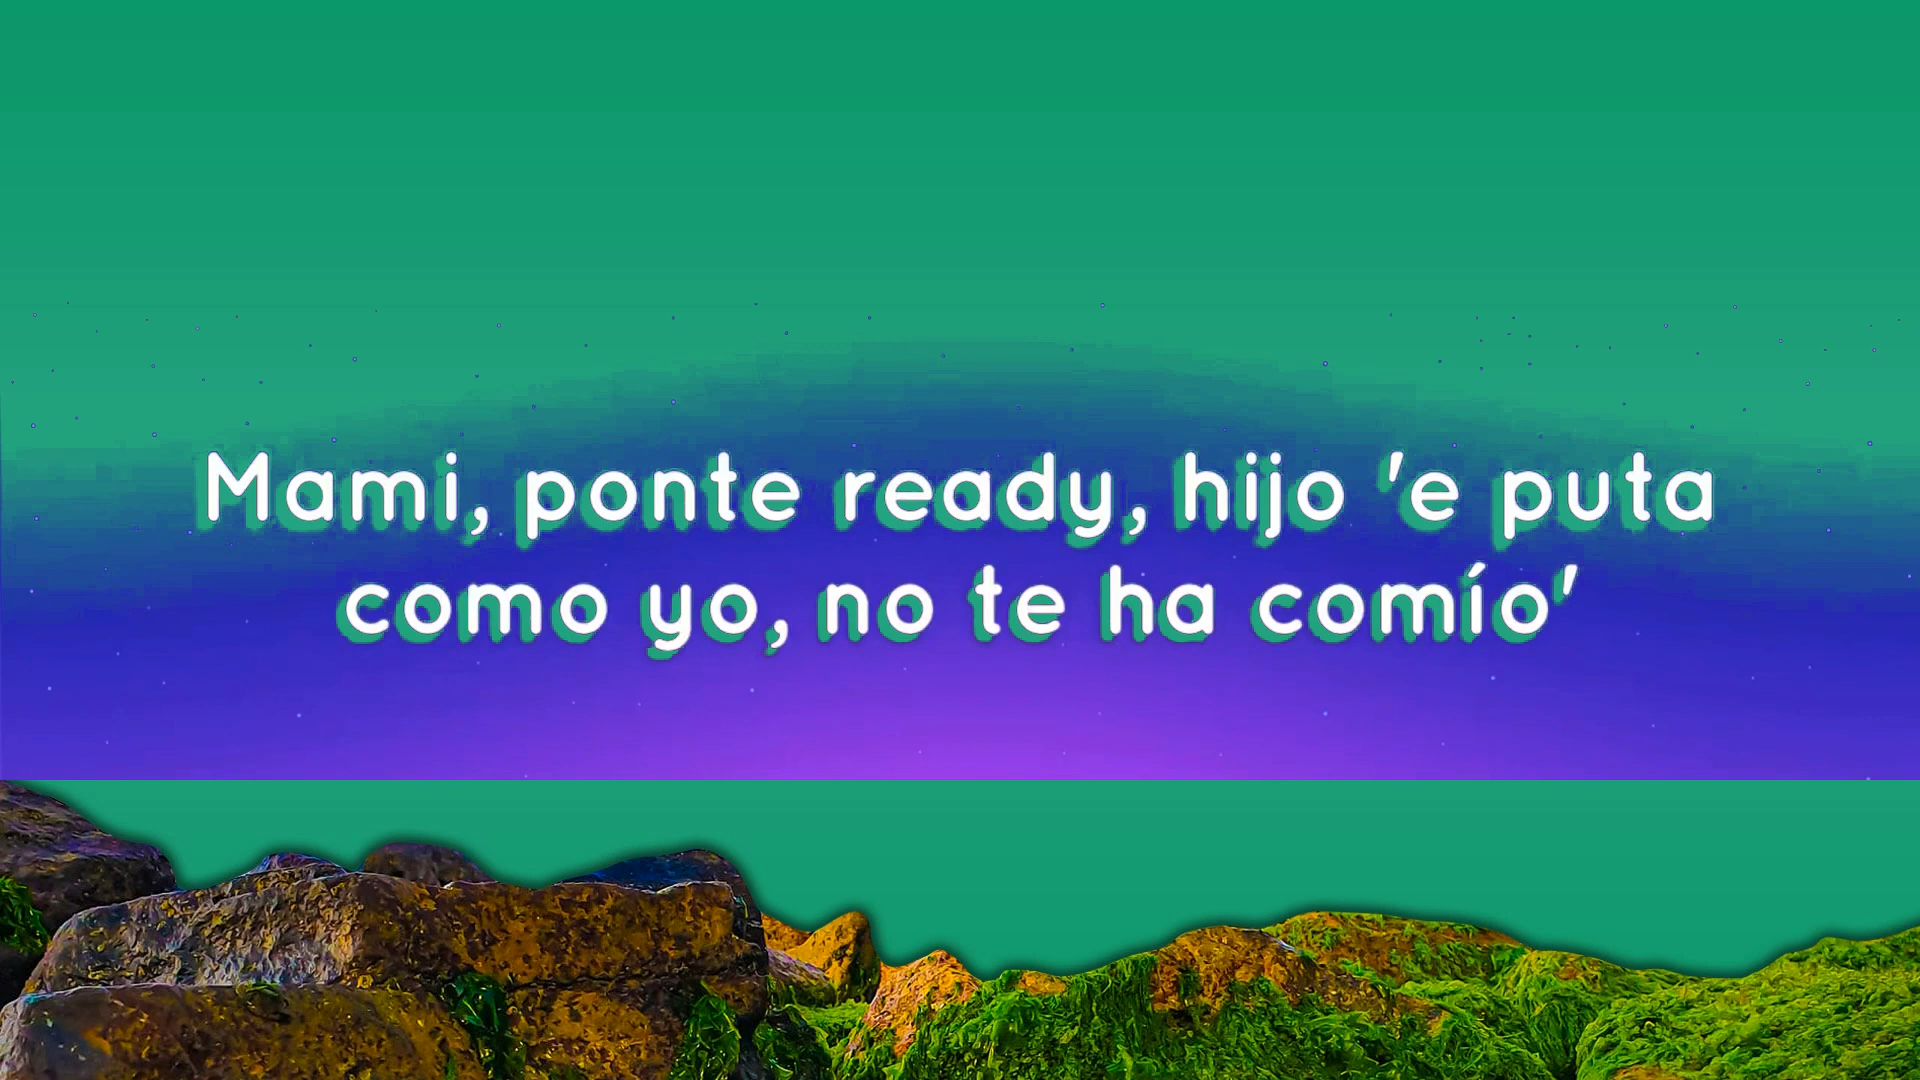 Mami, ponte ready, hijo 'e puta
como yo, no te ha comío'